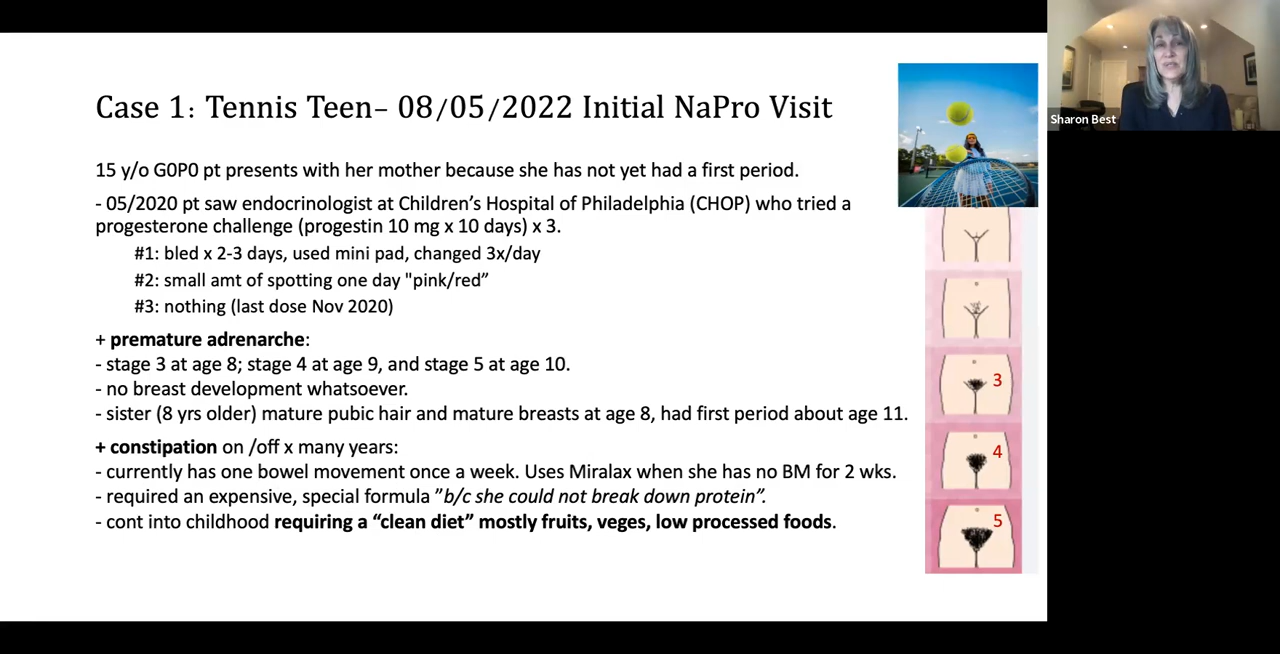 Case 1: Tennis Teen– 08/05/2022 Initial NaPro Visit
Sharon Best
15 y/o G0P0 pt presents with her mother because she has not yet had a first period.
- 05/2020 pt saw endocrinologist at Children’s Hospital of Philadelphia (CHOP) who tried a
progesterone challenge (progestin 10 mg x 10 days) x 3.
#1: bled x 2-3 days, used mini pad, changed 3x/day
#2: small amt of spotting one day "pink/red”
#3: nothing (last dose Nov 2020)
+ premature adrenarche:
- stage 3 at age 8; stage 4 at age 9, and stage 5 at age 10.
- no breast development whatsoever.
- sister (8 yrs older) mature pubic hair and mature breasts at age 8, had first period about age 11.
+ constipation on /off x many years:
- currently has one bowel movement once a week. Uses Miralax when she has no BM for 2 wks.
- required an expensive, special formula ”b/c she could not break down protein”.
- cont into childhood requiring a “clean diet” mostly fruits, veges, low processed foods.
3
4
5